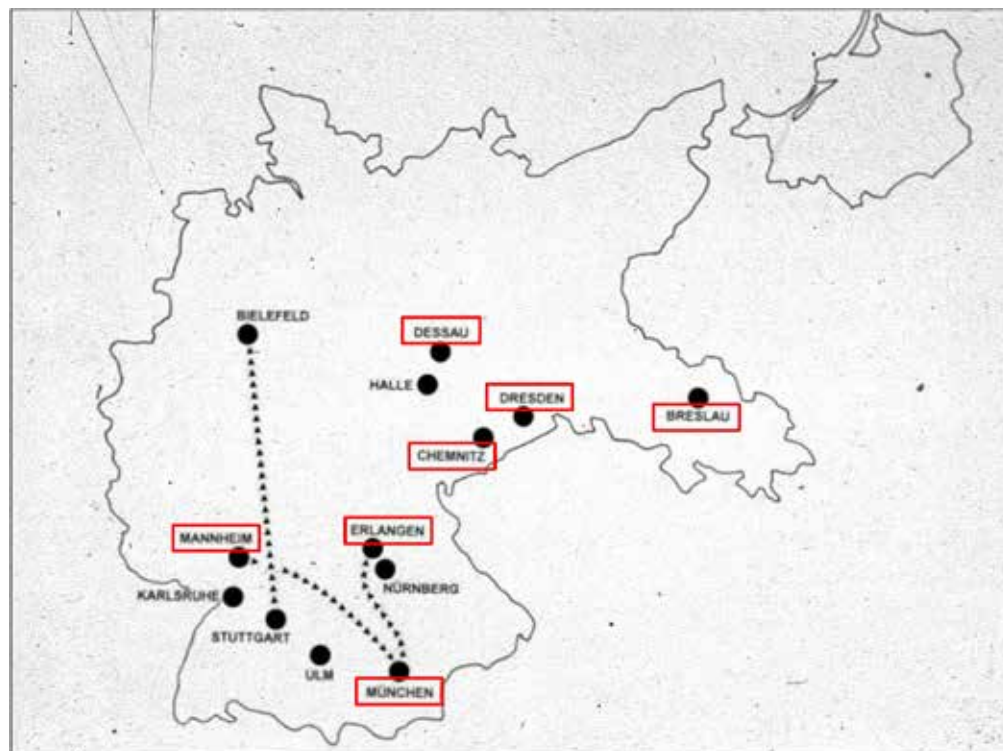 BIELEFELD
DESSAU
HALLE
DRESDEN
BRESLAU
CHEMNITZ
ERLANGEN
MANNHEIM
NÜRNBERG
KARLSRUHE
STUTTGART
ULM
MÜNCHEN